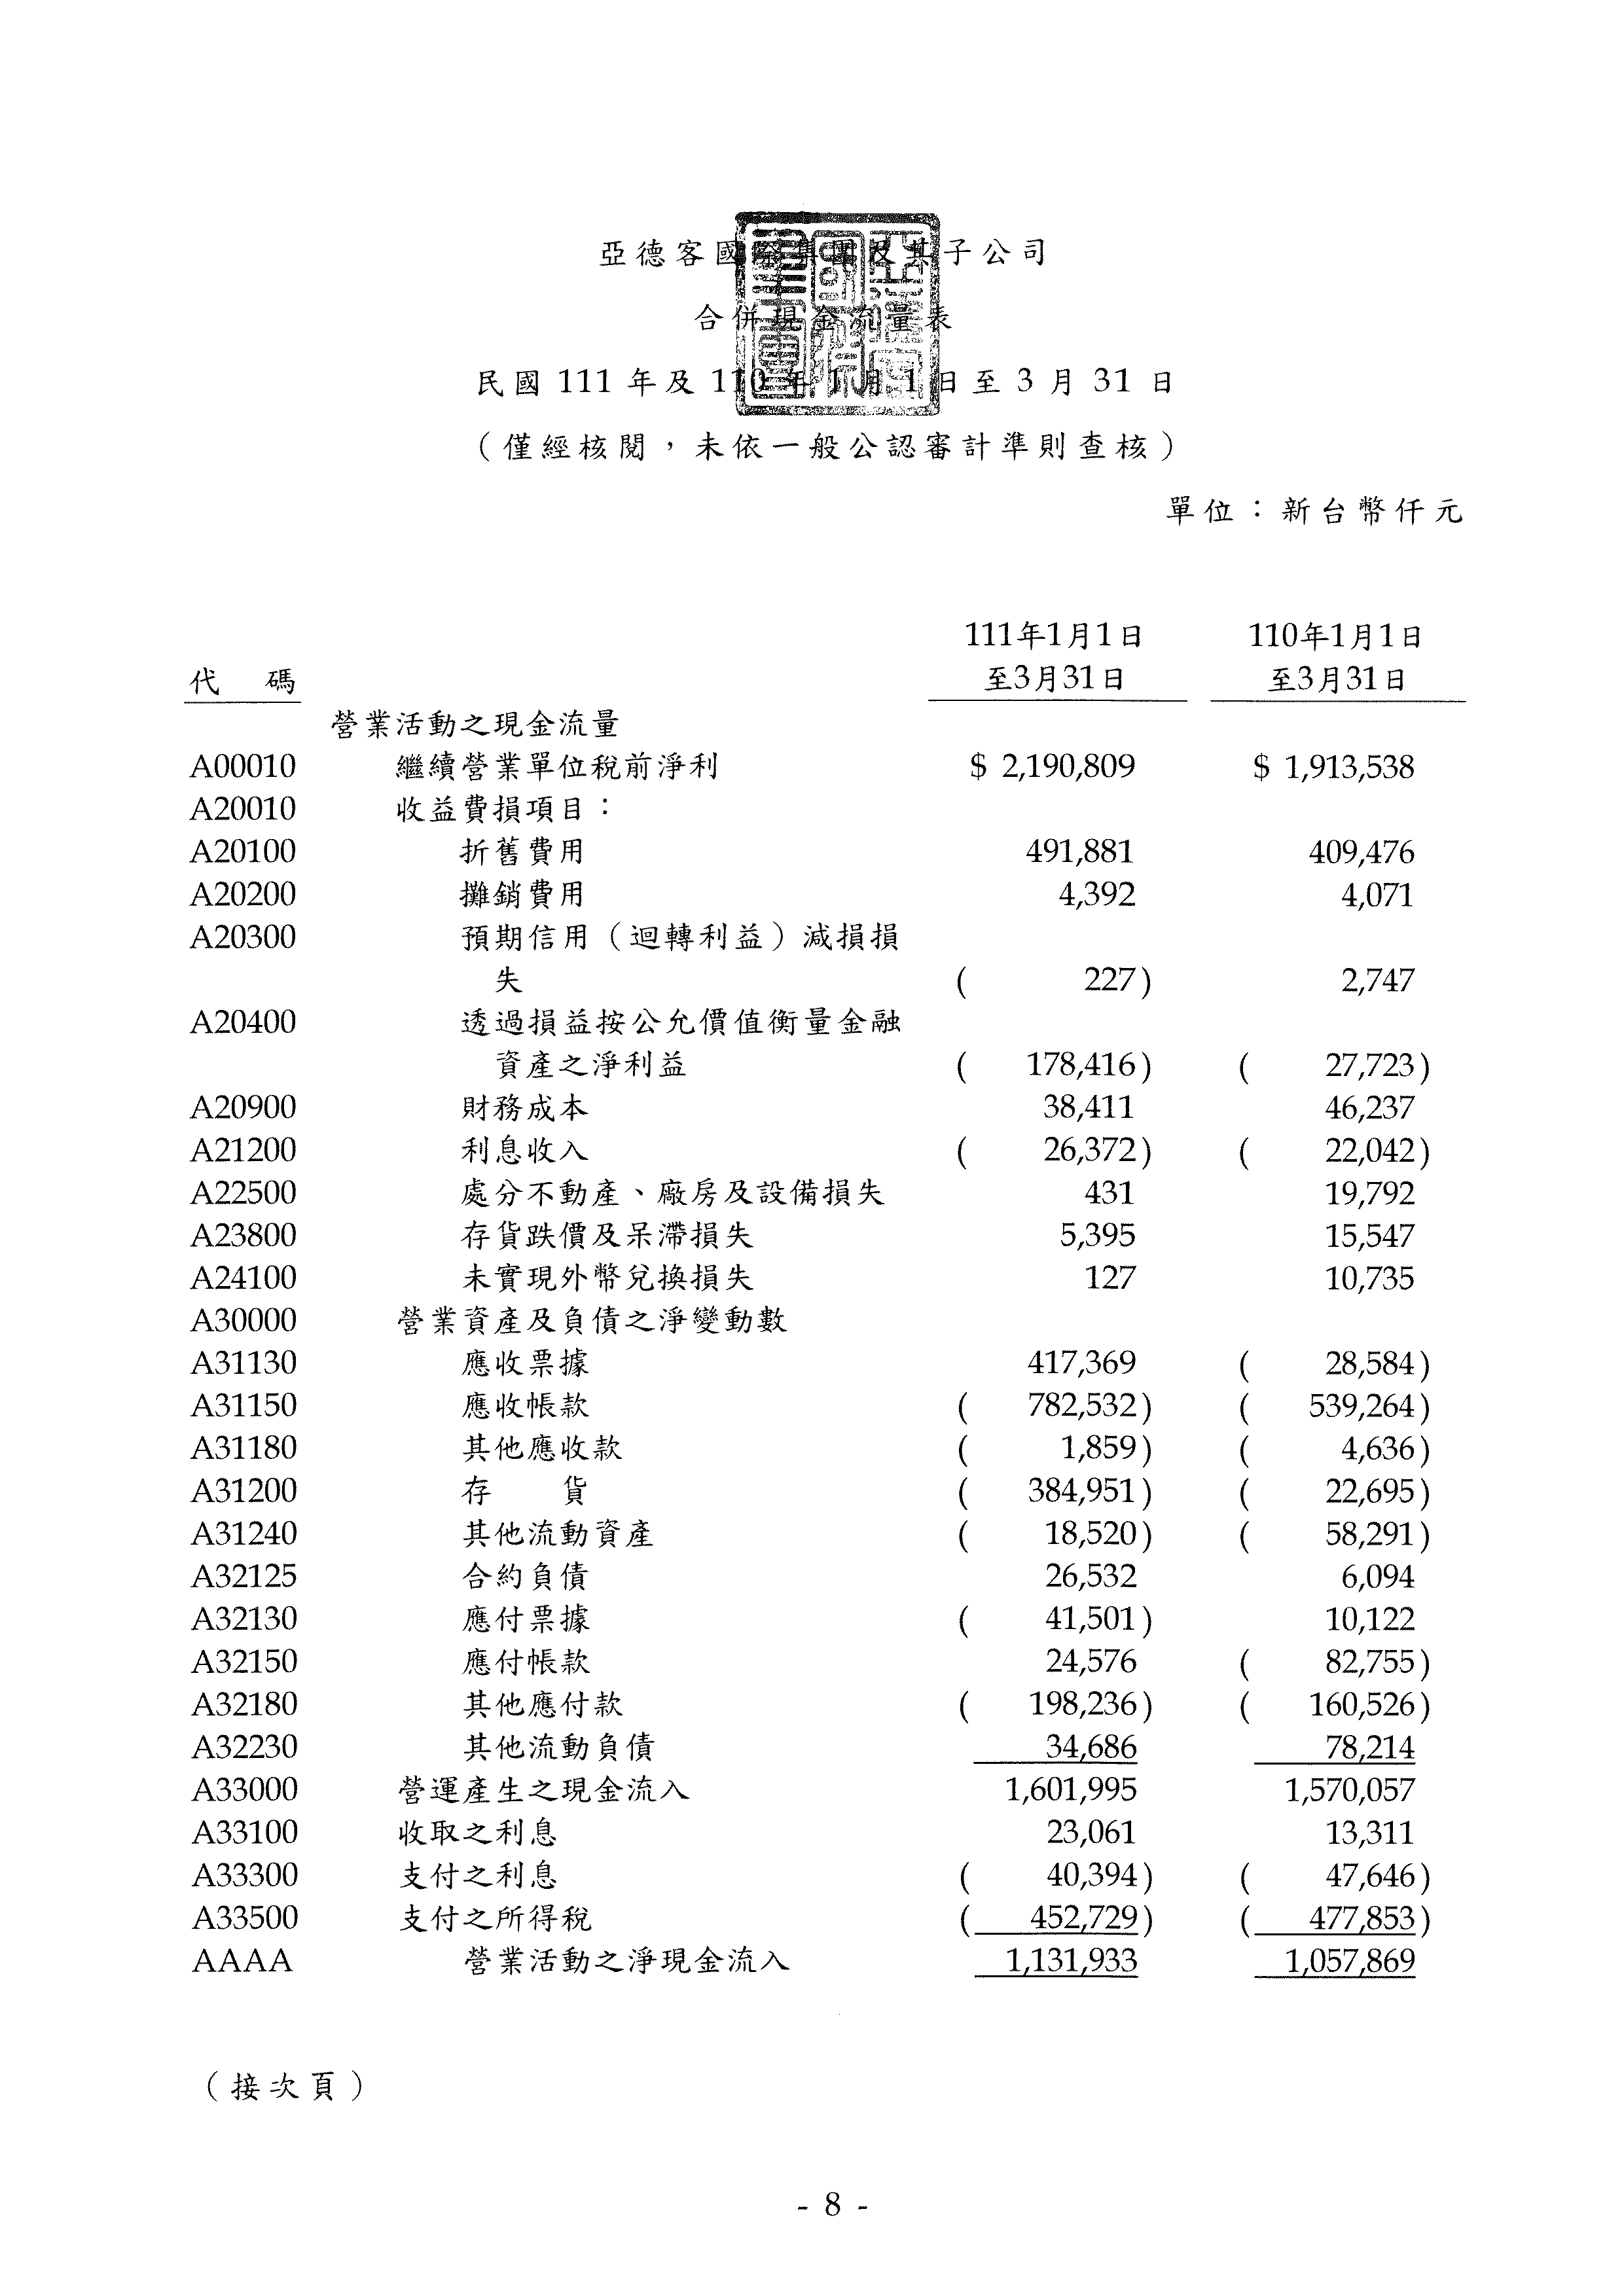 亞德客國際集團及其子公司
合併現金流量表
民國 111 年及 110 年 1 月 1 日至 3 月 31 日
（僅經核閱，未依一般公認審計準則查核）
單位：新台幣仟元
111年1月1日 110年1月1日
代 碼 至3月31日 至3月31日
營業活動之現金流量
A00010 繼續營業單位稅前淨利 $ 2,190,809 $ 1,913,538
A20010 收益費損項目：
A20100 折舊費用 491,881 409,476
A20200 攤銷費用 4,392 4,071
A20300 預期信用（迴轉利益）減損損
失 ( 227) 2,747
A20400 透過損益按公允價值衡量金融
資產之淨利益 ( 178,416) ( 27,723)
A20900 財務成本 38,411 46,237
A21200 利息收入 ( 26,372) ( 22,042)
A22500 處分不動產、廠房及設備損失 431 19,792
A23800 存貨跌價及呆滯損失 5,395 15,547
A24100 未實現外幣兌換損失 127 10,735
A30000 營業資產及負債之淨變動數
A31130 應收票據 417,369 ( 28,584)
A31150 應收帳款 ( 782,532) ( 539,264)
A31180 其他應收款 ( 1,859) ( 4,636)
A31200 存 貨 ( 384,951) ( 22,695)
A31240 其他流動資產 ( 18,520) ( 58,291)
A32125 合約負債 26,532 6,094
A32130 應付票據 ( 41,501) 10,122
A32150 應付帳款 24,576 ( 82,755)
A32180 其他應付款 ( 198,236) ( 160,526)
A32230 其他流動負債 34,686 78,214
A33000 營運產生之現金流入 1,601,995 1,570,057
A33100 收取之利息 23,061 13,311
A33300 支付之利息 ( 40,394) ( 47,646)
A33500 支付之所得稅 ( 452,729) ( 477,853)
AAAA 營業活動之淨現金流入 1,131,933 1,057,869
（接次頁）
- 8 -